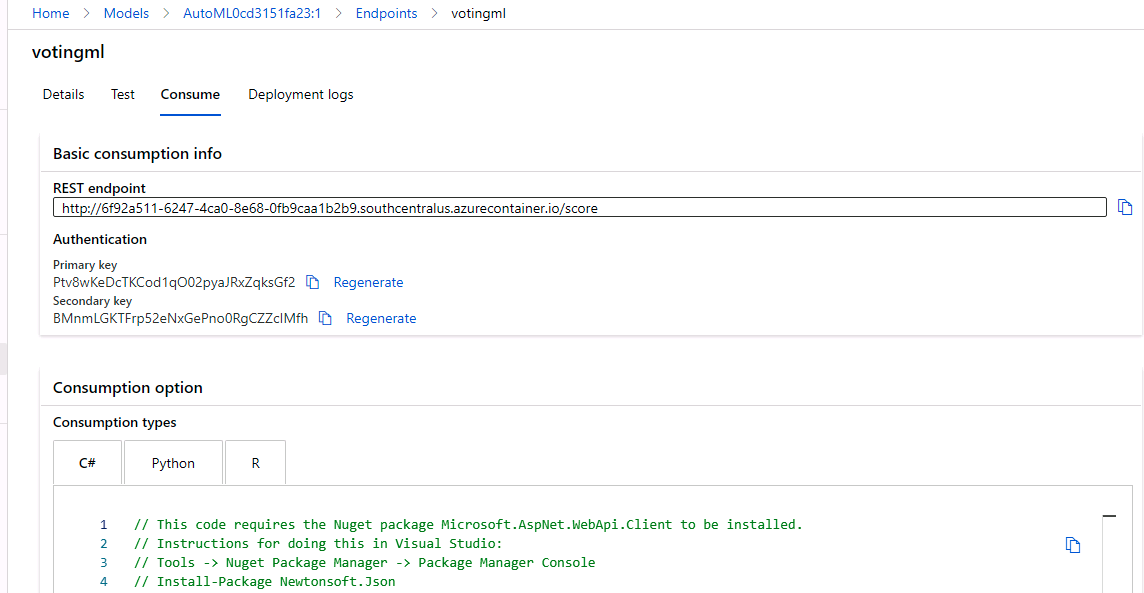 Home > Models > AutoML0cd3151fa23:1 > Endpoints > votingml
votingml
Details Test Consume Deployment logs
Basic consumption info
REST endpoint
http://6f92a511-6247-4ca0-8e68-0fb9caa1b2b9.southcentralus.azurecontainer.io/score
Authentication
Primary key
Ptv8wKeDcTKCod1qO02pyaJRxZqksGf2 Regenerate
Secondary key
BMnmLGKTFrp52eNxGePno0RgCZZcIMfh Regenerate
Consumption option
Consumption types
C# Python R
1 // This code requires the Nuget package Microsoft.AspNet.WebApi.Client to be installed.
2 // Instructions for doing this in Visual Studio:
3 // Tools -> Nuget Package Manager -> Package Manager Console
4 // Install-Package Newtonsoft.Json